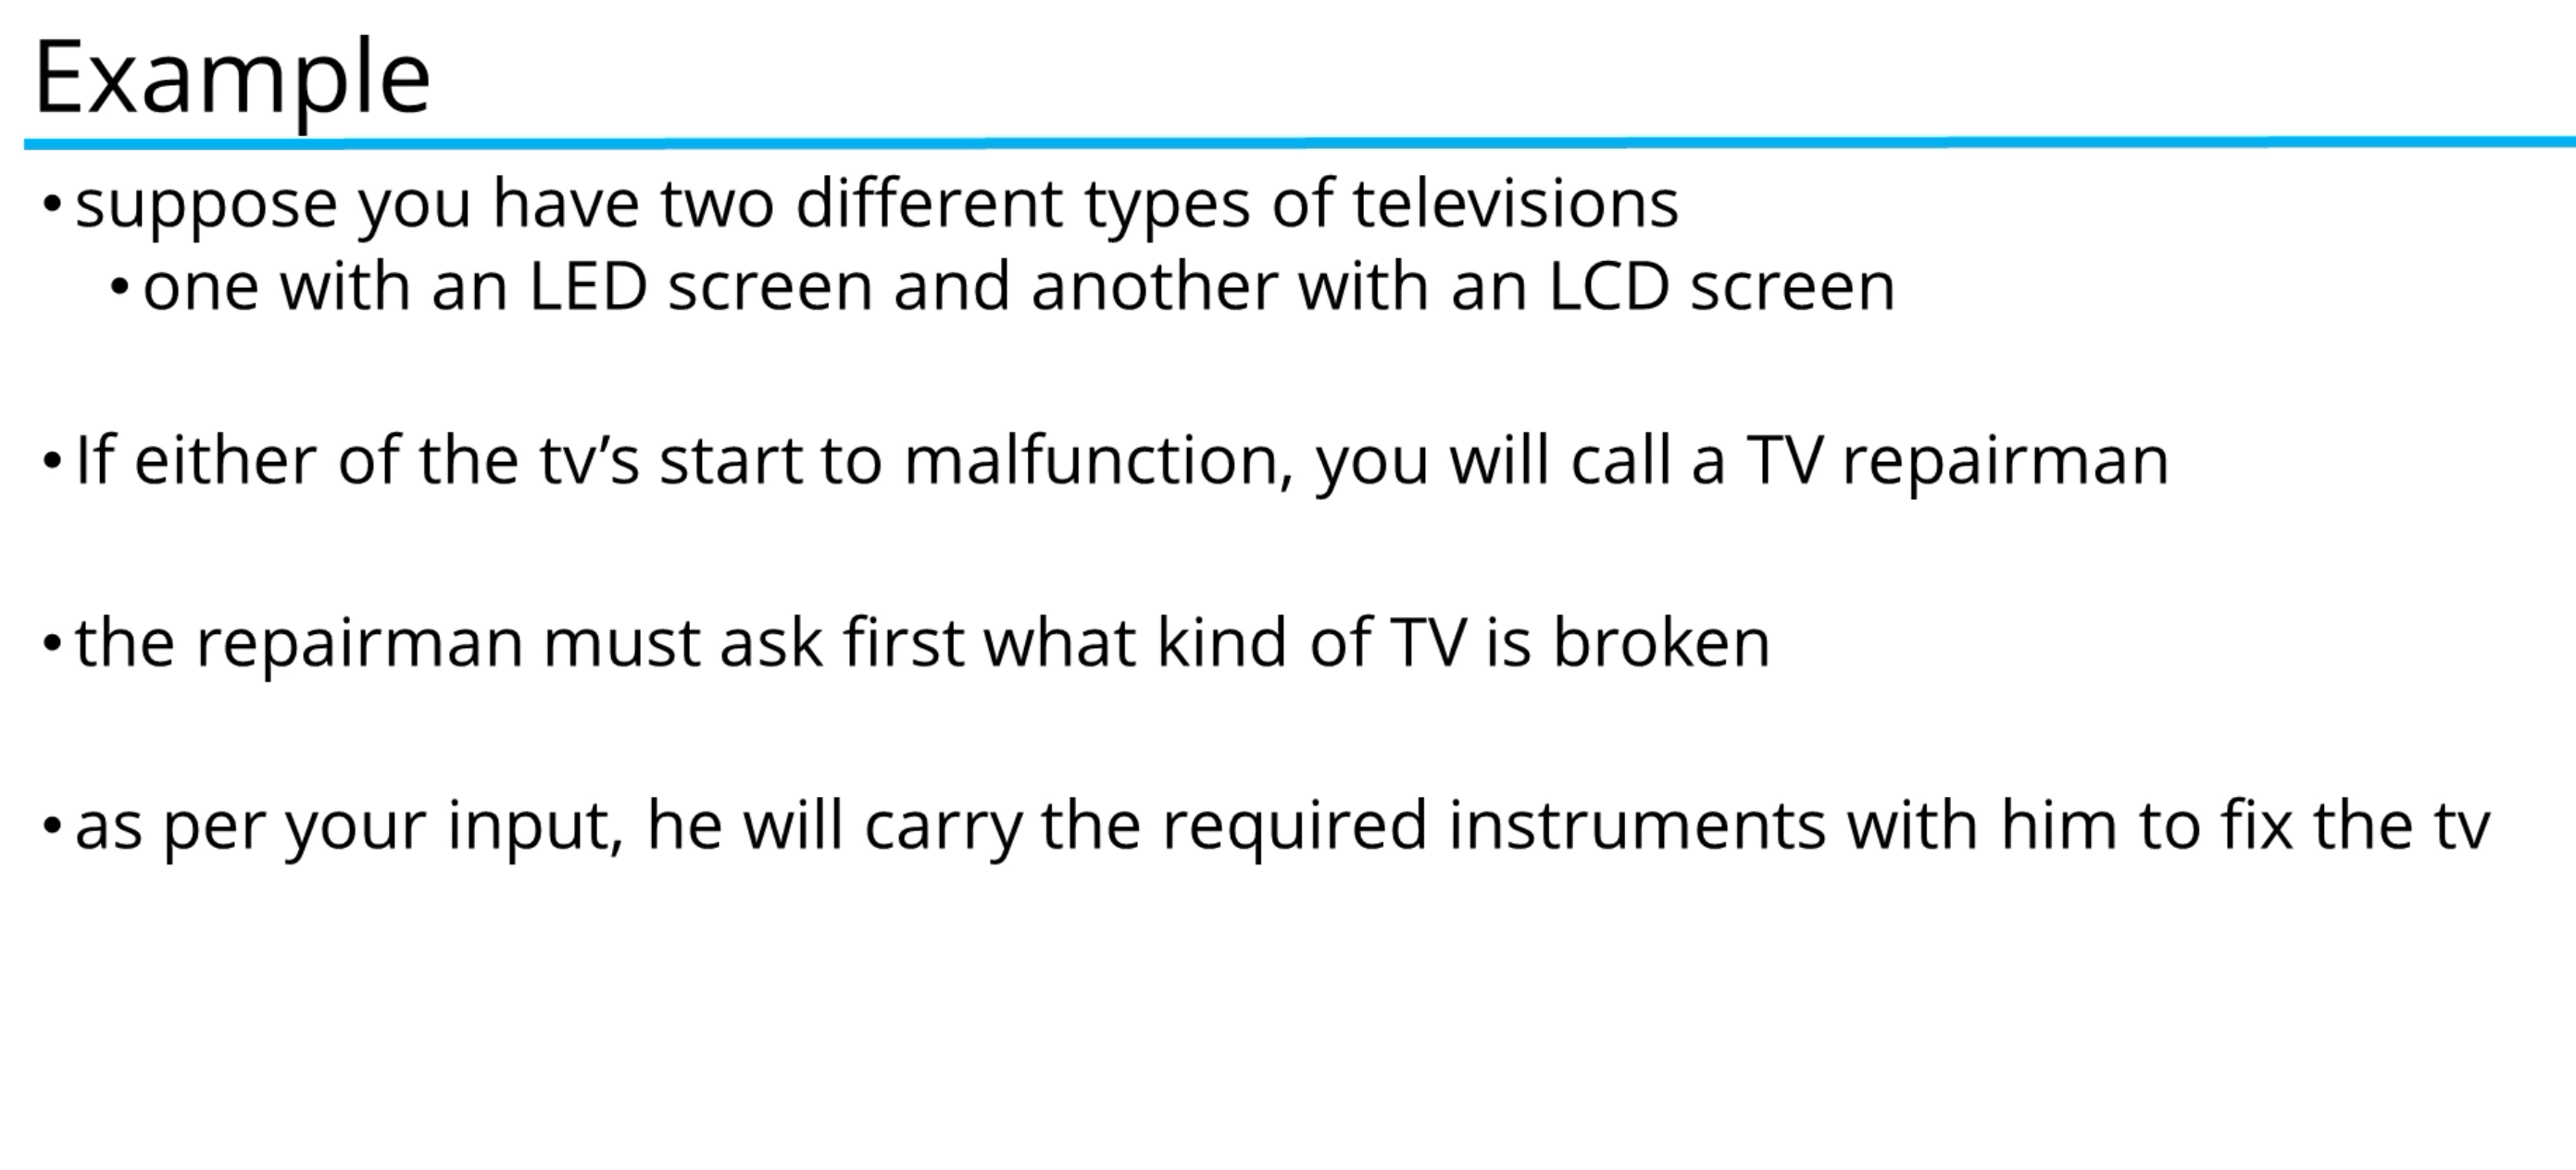 Example
• suppose you have two different types of televisions
• one with an LED screen and another with an LCD screen
• If either of the tv’s start to malfunction, you will call a TV repairman
• the repairman must ask first what kind of TV is broken
• as per your input, he will carry the required instruments with him to fix the tv